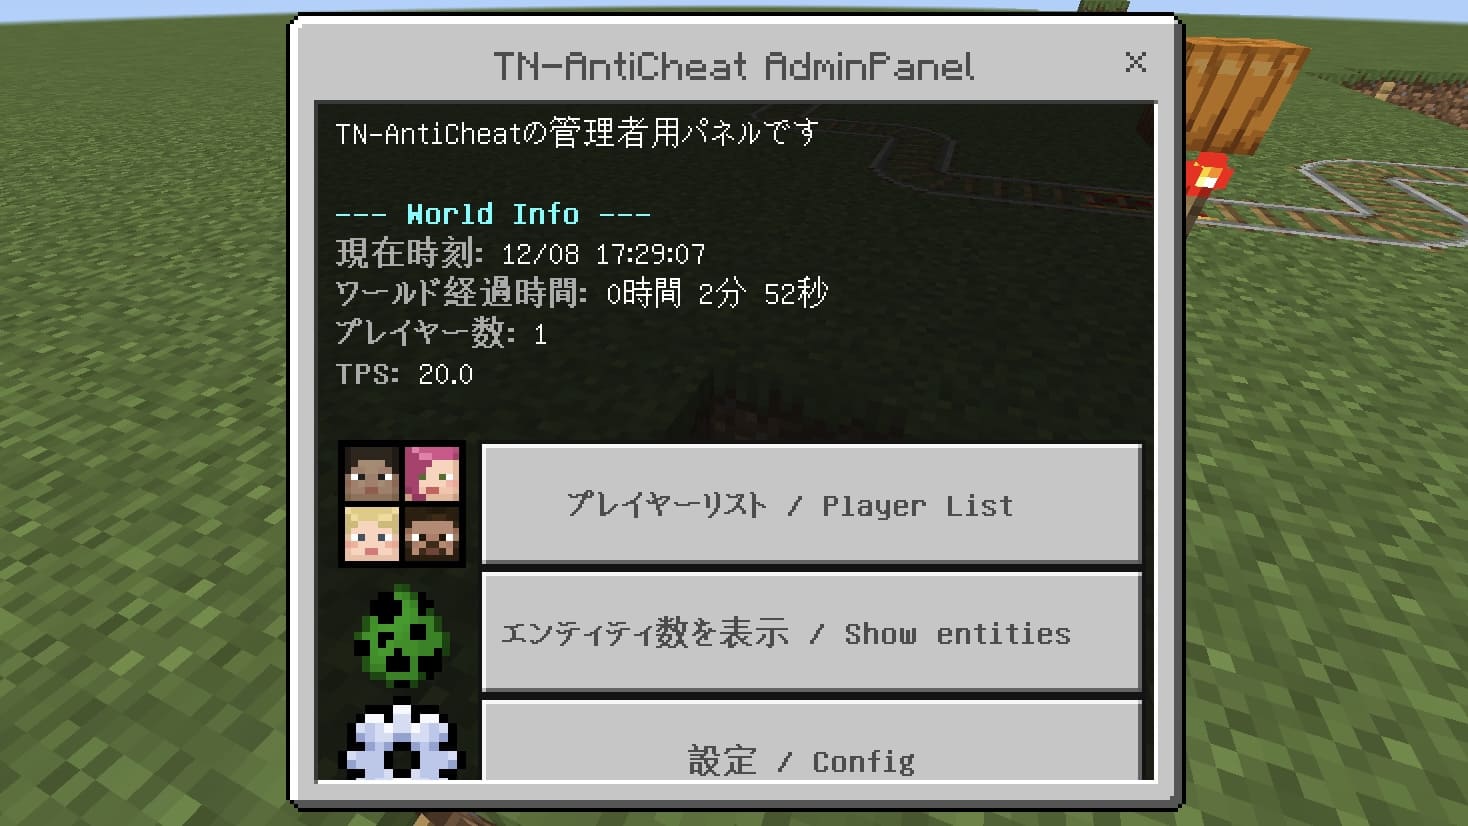 TN-AntiCheat AdminPanel
TN-AntiCheatの管理者用パネルです
--- World Info ---
現在時刻: 12/08 17:29:07
ワールド経過時間: 0時間 2分 52秒
プレイヤー数: 1
TPS: 20.0
プレイヤーリスト / Player List
エンティティ数を表示 / Show entities
設定 / Config